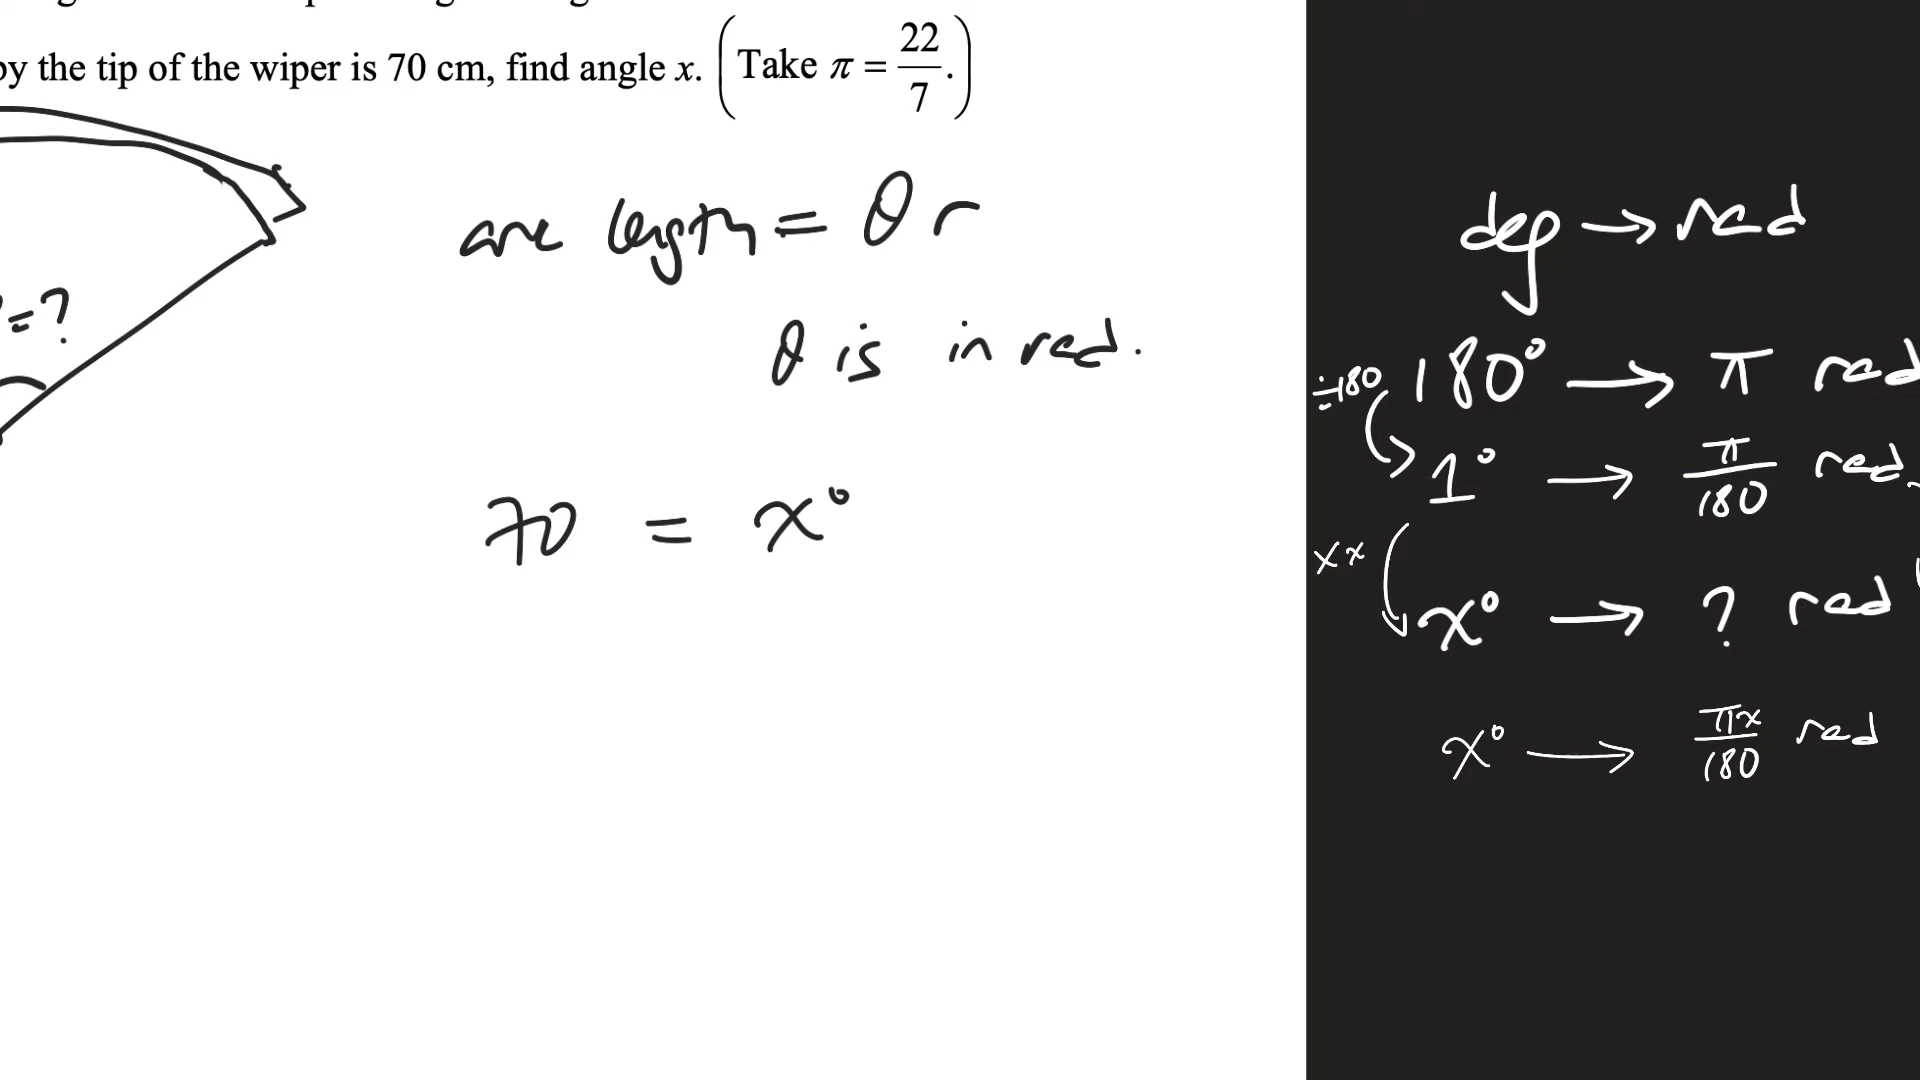 by the tip of the wiper is 70 cm, find angle x. (Take π = 22/7.)
=?
arc length = θ r
θ is in rad.
70 = x°
deg → rad
÷180 180° → π rad
1° → π/180 rad
×x
x° → ? rad
x° → πx/180 rad